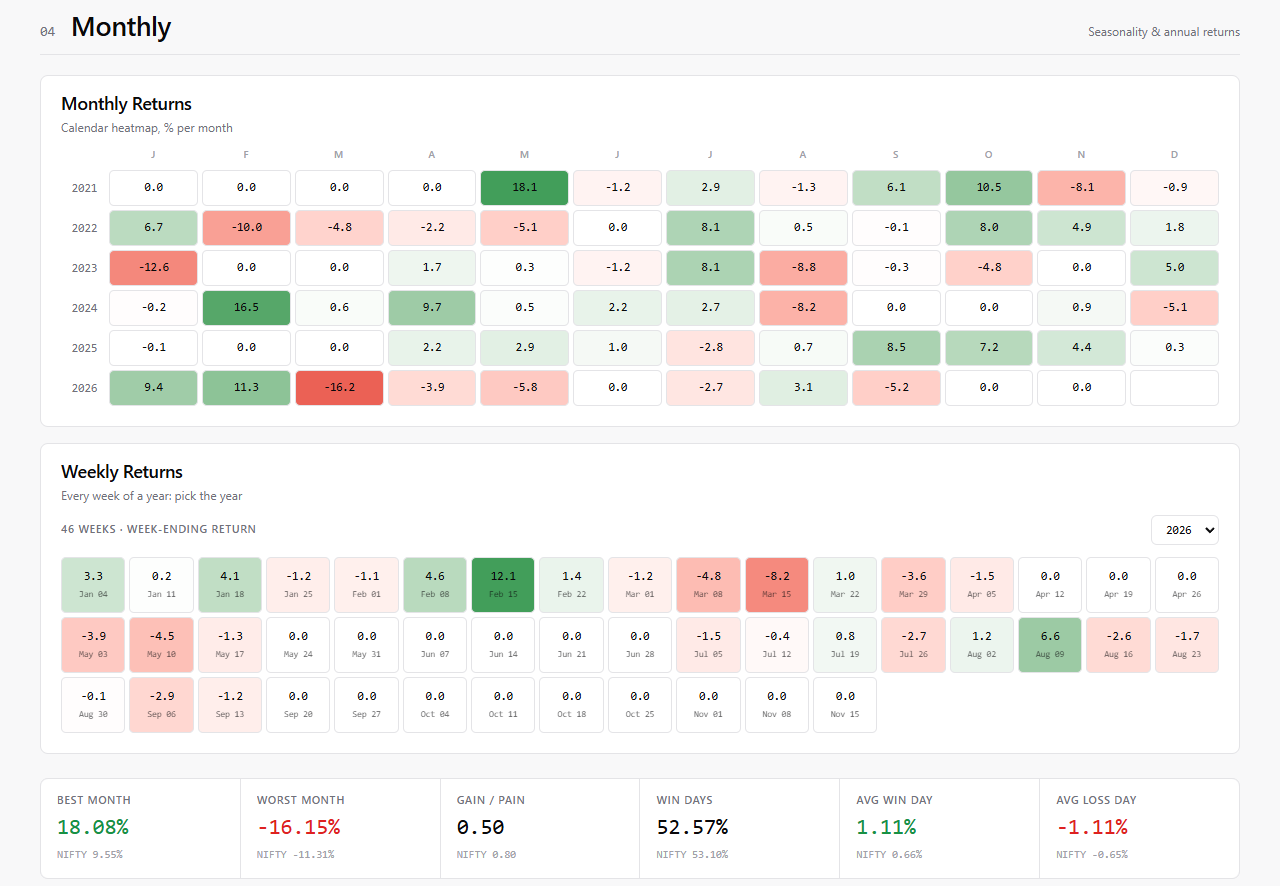 04 Monthly Seasonality & annual returns
Monthly Returns
Calendar heatmap, % per month
J F M A M J J A S O N D
2021 0.0 0.0 0.0 0.0 18.1 -1.2 2.9 -1.3 6.1 10.5 -8.1 -0.9
2022 6.7 -10.0 -4.8 -2.2 -5.1 0.0 8.1 0.5 -0.1 8.0 4.9 1.8
2023 -12.6 0.0 0.0 1.7 0.3 -1.2 8.1 -8.8 -0.3 -4.8 0.0 5.0
2024 -0.2 16.5 0.6 9.7 0.5 2.2 2.7 -8.2 0.0 0.0 0.9 -5.1
2025 -0.1 0.0 0.0 2.2 2.9 1.0 -2.8 0.7 8.5 7.2 4.4 0.3
2026 9.4 11.3 -16.2 -3.9 -5.8 0.0 -2.7 3.1 -5.2 0.0 0.0
Weekly Returns
Every week of a year: pick the year
46 WEEKS · WEEK-ENDING RETURN 2026
3.3 0.2 4.1 -1.2 -1.1 4.6 12.1 1.4 -1.2 -4.8 -8.2 1.0 -3.6 -1.5 0.0 0.0 0.0
Jan 04 Jan 11 Jan 18 Jan 25 Feb 01 Feb 08 Feb 15 Feb 22 Mar 01 Mar 08 Mar 15 Mar 22 Mar 29 Apr 05 Apr 12 Apr 19 Apr 26
-3.9 -4.5 -1.3 0.0 0.0 0.0 0.0 0.0 0.0 -1.5 -0.4 0.8 -2.7 1.2 6.6 -2.6 -1.7
May 03 May 10 May 17 May 24 May 31 Jun 07 Jun 14 Jun 21 Jun 28 Jul 05 Jul 12 Jul 19 Jul 26 Aug 02 Aug 09 Aug 16 Aug 23
-0.1 -2.9 -1.2 0.0 0.0 0.0 0.0 0.0 0.0 0.0 0.0 0.0
Aug 30 Sep 06 Sep 13 Sep 20 Sep 27 Oct 04 Oct 11 Oct 18 Oct 25 Nov 01 Nov 08 Nov 15
BEST MONTH WORST MONTH GAIN / PAIN WIN DAYS AVG WIN DAY AVG LOSS DAY
18.08% -16.15% 0.50 52.57% 1.11% -1.11%
NIFTY 9.55% NIFTY -11.31% NIFTY 0.80 NIFTY 53.10% NIFTY 0.66% NIFTY -0.65%